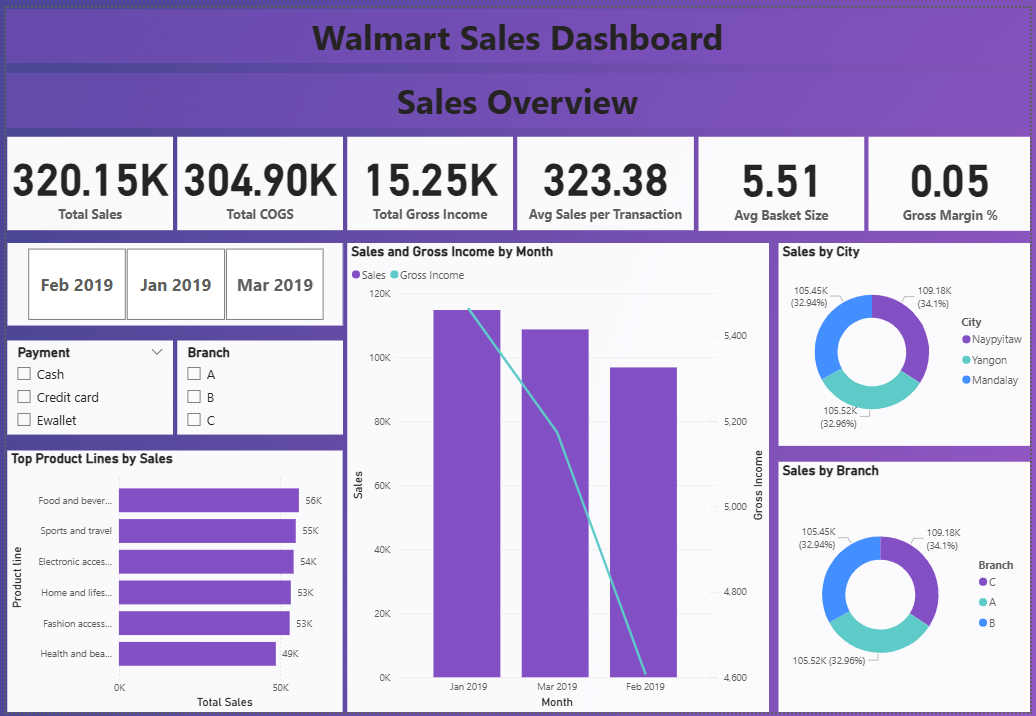 Walmart Sales Dashboard
Sales Overview
320.15K
Total Sales
304.90K
Total COGS
15.25K
Total Gross Income
323.38
Avg Sales per Transaction
5.51
Avg Basket Size
0.05
Gross Margin %
Feb 2019
Jan 2019
Mar 2019
Payment
Cash
Credit card
Ewallet
Branch
A
B
C
Top Product Lines by Sales
Product line
Food and bever... 56K
Sports and travel 55K
Electronic acces... 54K
Home and lifes... 53K
Fashion access... 53K
Health and bea... 49K
0K 50K
Total Sales
Sales and Gross Income by Month
Sales Gross Income
Sales
120K
100K
80K
60K
40K
20K
0K
Gross Income
5,400
5,200
5,000
4,800
4,600
Jan 2019 Mar 2019 Feb 2019
Month
Sales by City
105.45K
(32.94%)
109.18K
(34.1%)
105.52K
(32.96%)
City
Naypyitaw
Yangon
Mandalay
Sales by Branch
105.45K
(32.94%)
109.18K
(34.1%)
105.52K (32.96%)
Branch
C
A
B